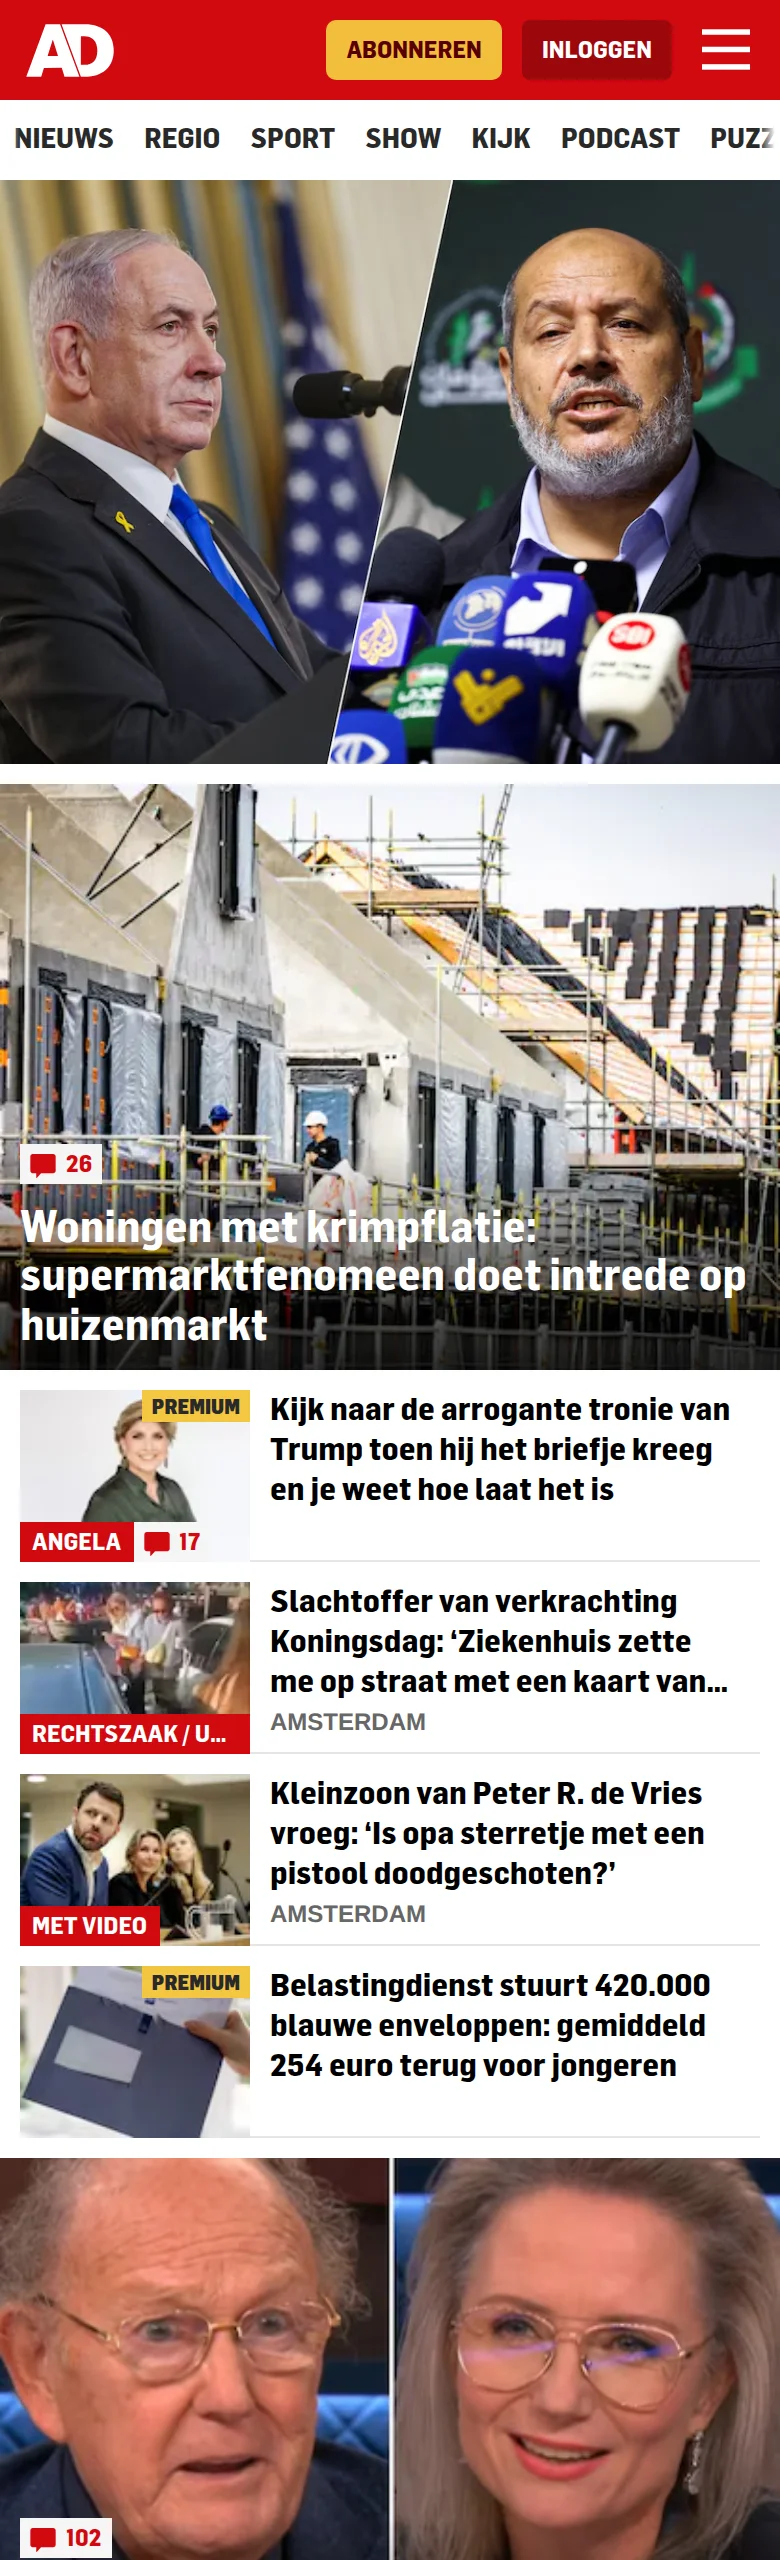 AD
ABONNEREN
INLOGGEN
NIEUWS REGIO SPORT SHOW KIJK PODCAST PUZZ
SBI
26
Woningen met krimpflatie:
supermarktfenomeen doet intrede op
huizenmarkt
PREMIUM
ANGELA
17
Kijk naar de arrogante tronie van
Trump toen hij het briefje kreeg
en je weet hoe laat het is
RECHTSZAAK / U...
Slachtoffer van verkrachting
Koningsdag: ‘Ziekenhuis zette
me op straat met een kaart van...
AMSTERDAM
MET VIDEO
Kleinzoon van Peter R. de Vries
vroeg: ‘Is opa sterretje met een
pistool doodgeschoten?’
AMSTERDAM
PREMIUM
Belastingdienst stuurt 420.000
blauwe enveloppen: gemiddeld
254 euro terug voor jongeren
102